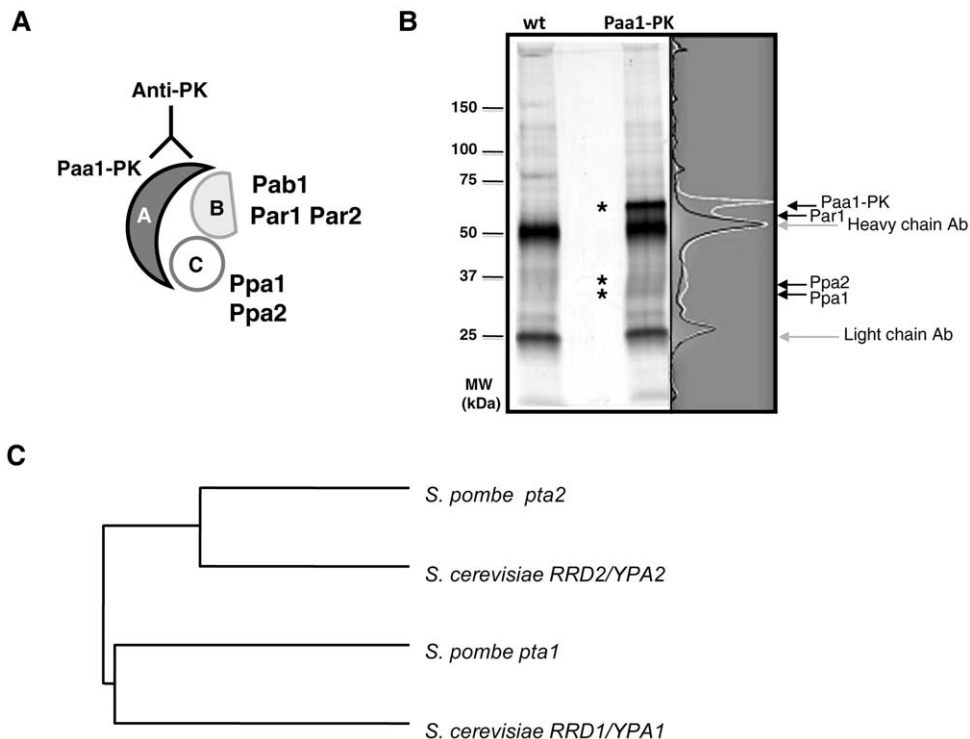 A
Anti-PK
Paa1-PK
A
B
C
Pab1
Par1 Par2
Ppa1
Ppa2
B
wt
Paa1-PK
150
100
75
50
37
25
MW
(kDa)
*
*
*
Paa1-PK
Par1
Heavy chain Ab
Ppa2
Ppa1
Light chain Ab
C
S. pombe pta2
S. cerevisiae RRD2/YPA2
S. pombe pta1
S. cerevisiae RRD1/YPA1